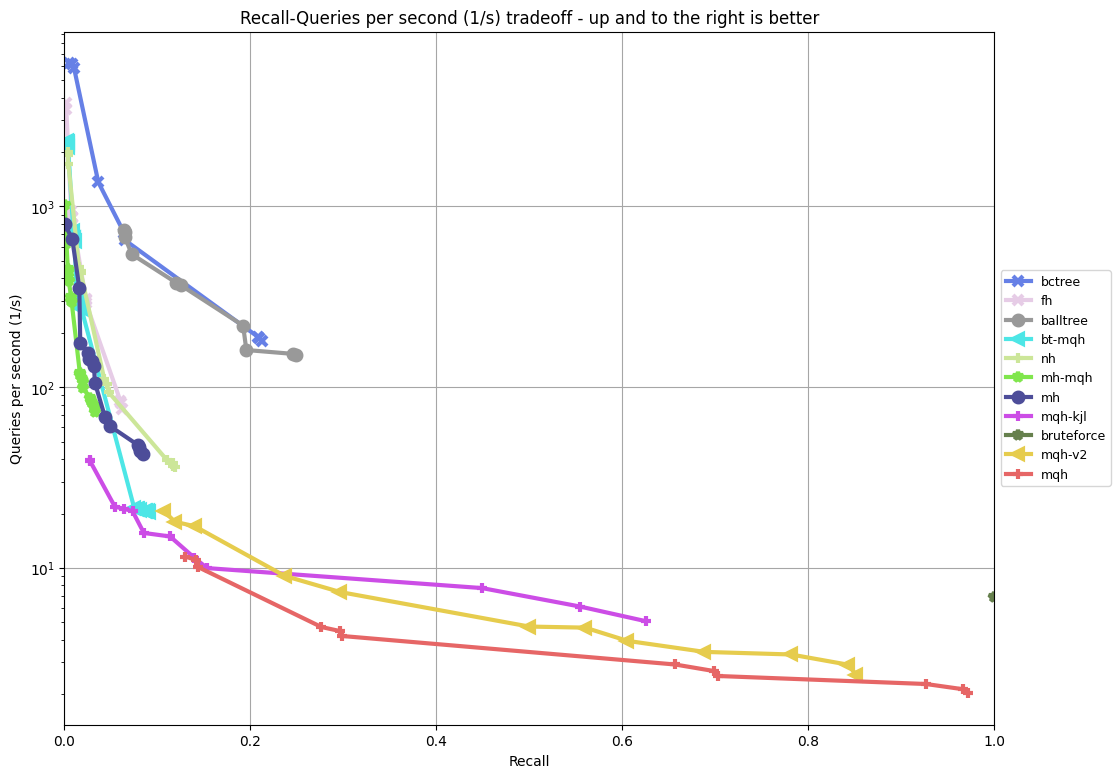 Recall-Queries per second (1/s) tradeoff - up and to the right is better
Queries per second (1/s)
10³
10²
10¹
0.0
0.2
0.4
0.6
0.8
1.0
Recall
bctree
fh
balltree
bt-mqh
nh
mh-mqh
mh
mqh-kjl
bruteforce
mqh-v2
mqh